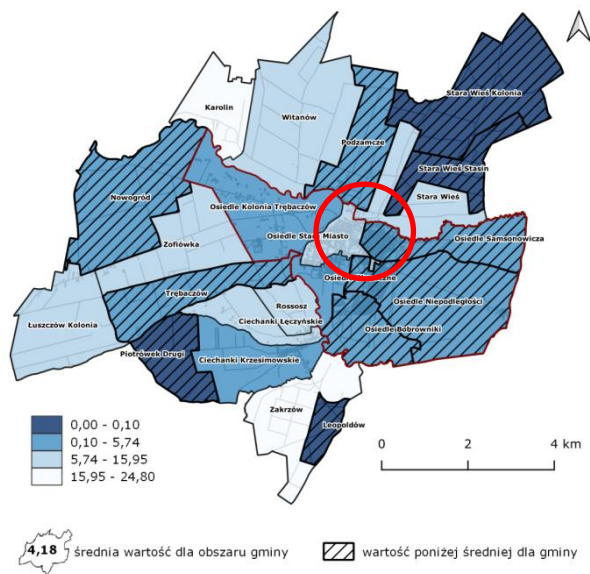 Karolin
Witanów
Stara Wieś Kolonia
Podzamcze
Stara Wieś Stasin
Nowogród
Stara Wieś
Osiedle Kolonia Trębaczów
Osiedle Stare Miasto
Osiedle Samsonowicza
Zofiówka
Osiedle
Trębaczów
Osiedle Niepodległości
Rossosz
Łuszczów Kolonia
Ciechanki Łęczyńskie
Osiedle Bobrowniki
Piotrówek Drugi
Ciechanki Krzesimowskie
Zakrzów
Leopoldów
0,00 - 0,10
0,10 - 5,74
5,74 - 15,95
15,95 - 24,80
0 2 4 km
4,18 średnia wartość dla obszaru gminy
wartość poniżej średniej dla gminy